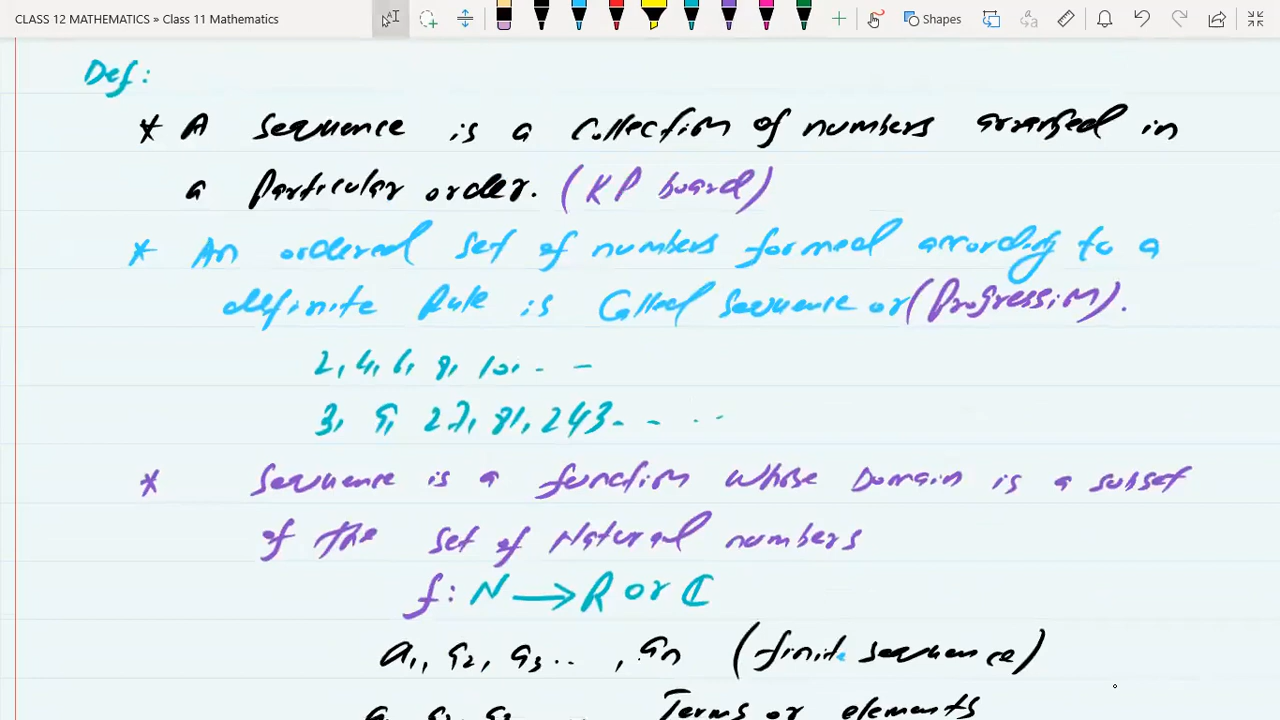 CLASS 12 MATHEMATICS » Class 11 Mathematics
Shapes
Def:
* A sequence is a collection of numbers arranged in
a particular order. (KP board)
* An ordered set of numbers formed according to a
definite Rule is Called sequence or (Progression).
2, 4, 6, 8, 10, . - -
3, 9, 27, 81, 243 - - . . -
* Sequence is a function whose Domain is a subset
of the set of Natural numbers
f: N → R or ℂ
a₁, a₂, a₃ .. , aₙ (finite sequence)
a₁ a₂ a₃ .. Terms or elements